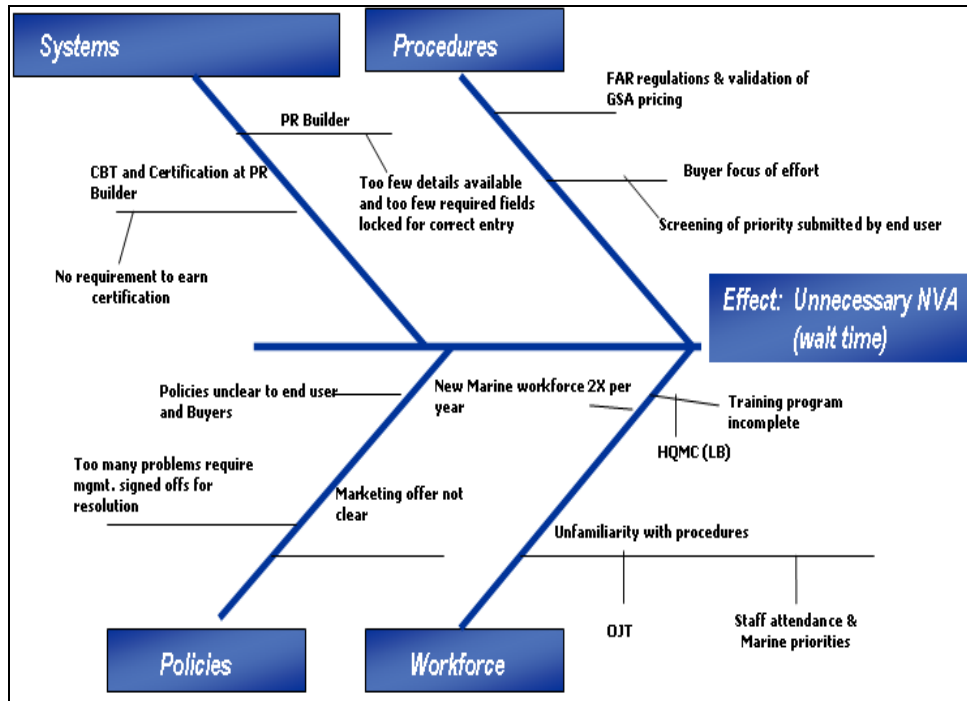 Systems
Procedures
FAR regulations & validation of
GSA pricing
PR Builder
CBT and Certification at PR
Builder
Too few details available
and too few required fields
locked for correct entry
Buyer focus of effort
Screening of priority submitted by end user
No requirement to earn
certification
Effect: Unnecessary NVA
(wait time)
Policies unclear to end user
and Buyers
New Marine workforce 2X per
year
Training program
incomplete
HQMC (LB)
Too many problems require
mgmt. signed offs for
resolution
Marketing offer not
clear
Unfamiliarity with procedures
OJT
Staff attendance &
Marine priorities
Policies
Workforce